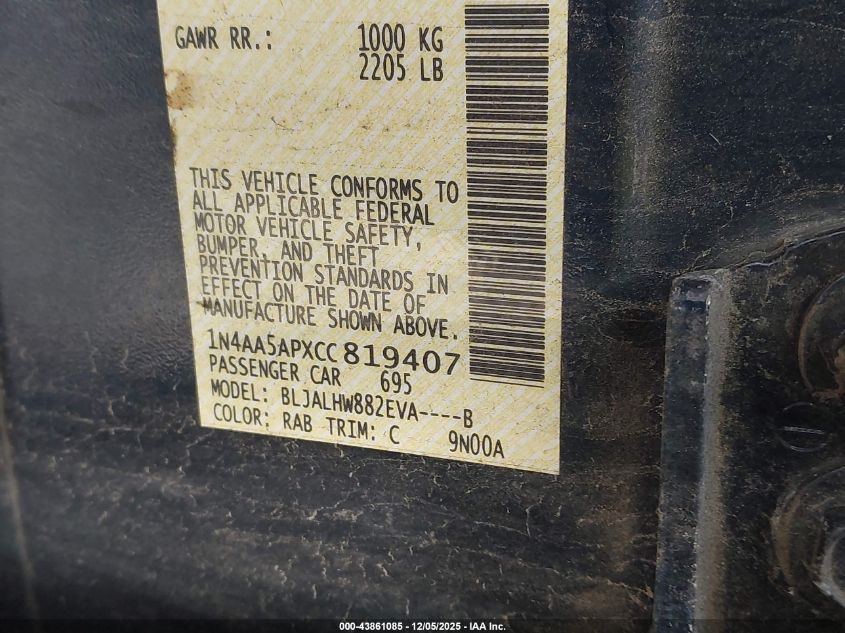 GAWR RR.: 1000 KG
2205 LB
THIS VEHICLE CONFORMS TO
ALL APPLICABLE FEDERAL
MOTOR VEHICLE SAFETY,
BUMPER, AND THEFT
PREVENTION STANDARDS IN
EFFECT ON THE DATE OF
MANUFACTURE SHOWN ABOVE.
1N4AA5APXCC819407
PASSENGER CAR 695
MODEL: BLJALHW882EVA----B
COLOR: RAB TRIM: C 9N00A
000-43861085 - 12/05/2025 - IAA Inc.